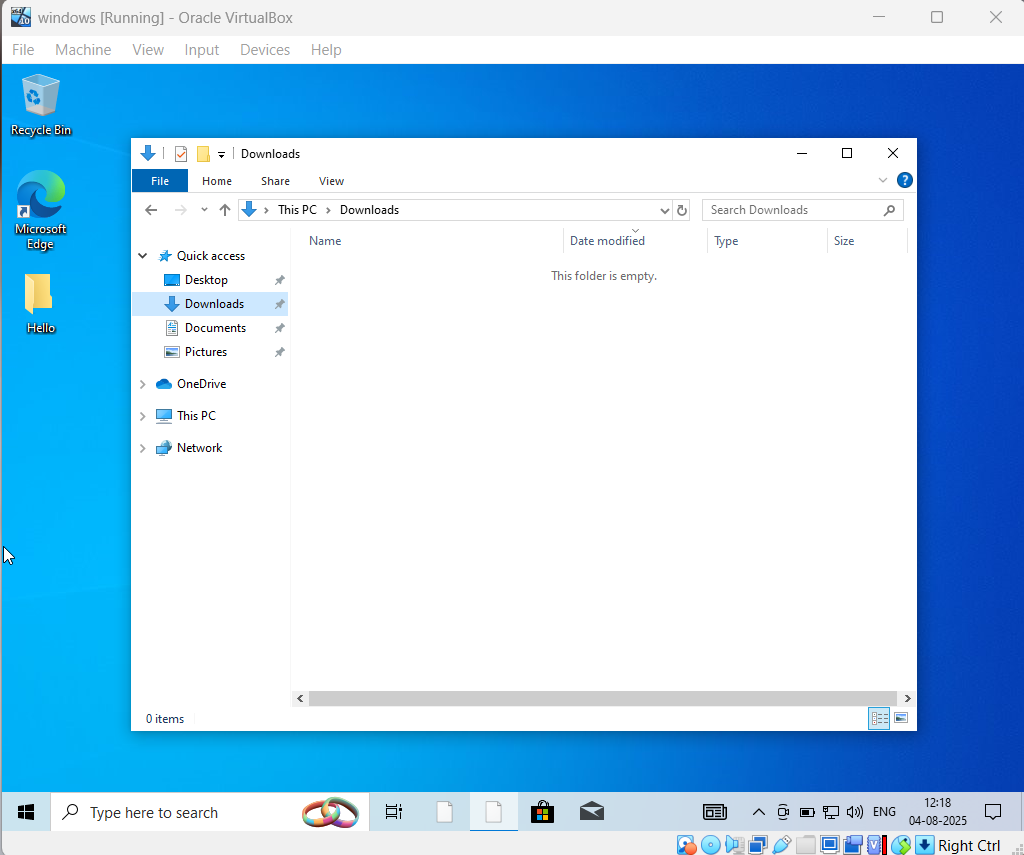 windows [Running] - Oracle VirtualBox
File Machine View Input Devices Help
Recycle Bin
Microsoft
Edge
Hello
Downloads
File Home Share View
This PC Downloads
Search Downloads
Name Date modified Type Size
This folder is empty.
Quick access
Desktop
Downloads
Documents
Pictures
OneDrive
This PC
Network
0 items
Type here to search
ENG
12:18
04-08-2025
Right Ctrl